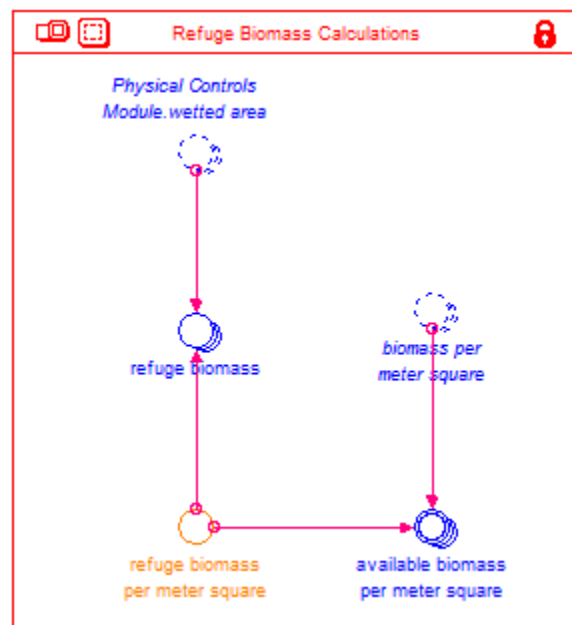 Refuge Biomass Calculations
Physical Controls
Module.wetted area
refuge biomass
biomass per
meter square
refuge biomass
per meter square
available biomass
per meter square